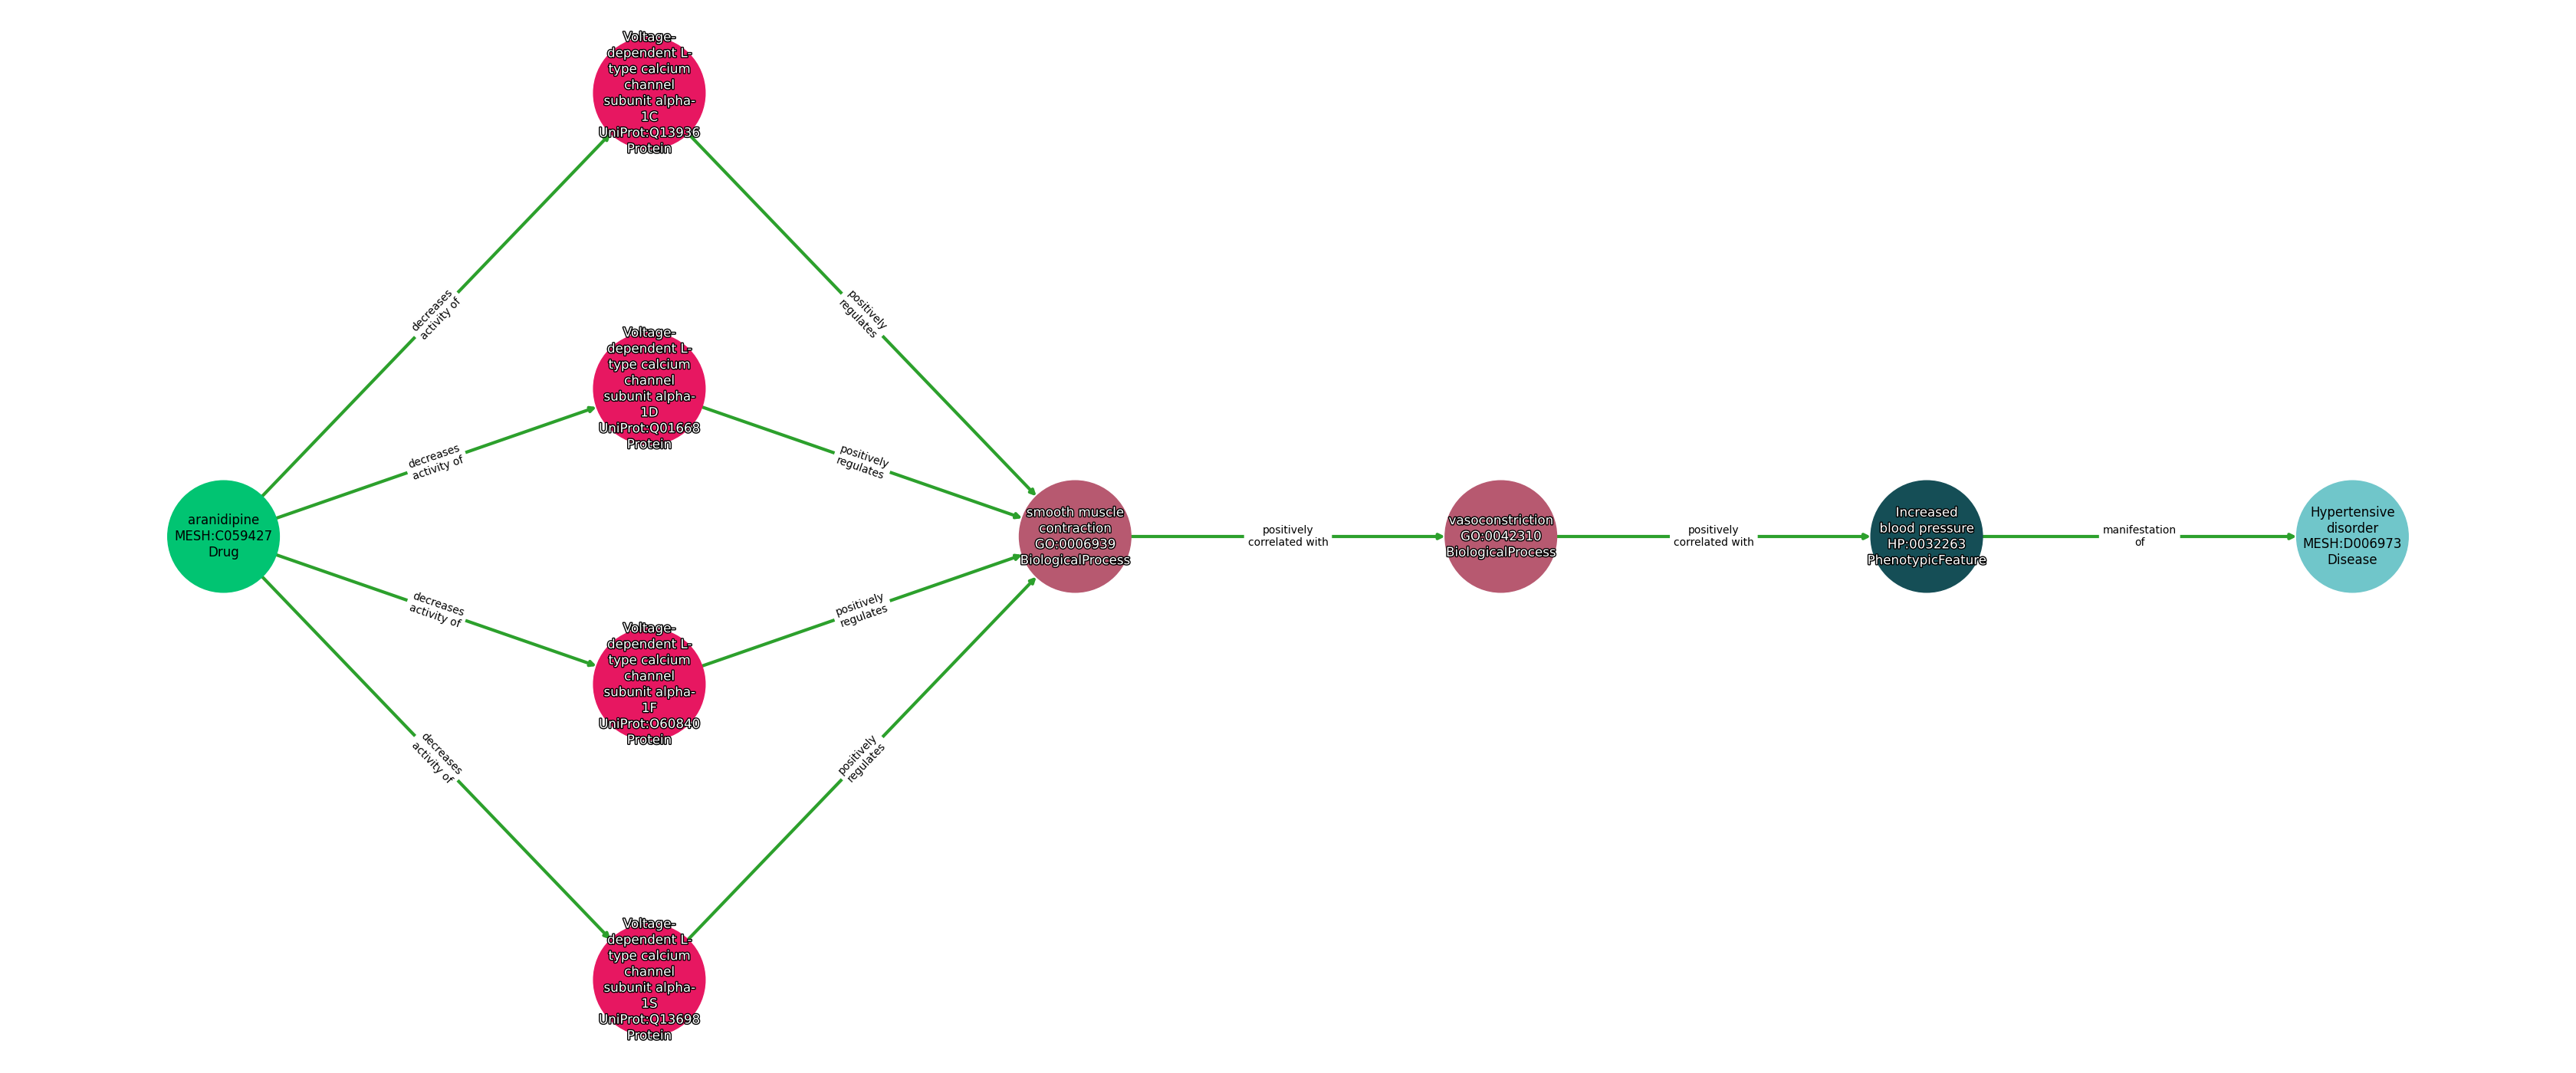 Voltage-
dependent L-
type calcium
channel
subunit alpha-
1C
UniProt:Q13936
Protein
decreases
activity of
positively
regulates
Voltage-
dependent L-
type calcium
channel
subunit alpha-
1D
UniProt:Q01668
Protein
decreases
activity of
positively
regulates
aranidipine
MESH:C059427
Drug
smooth muscle
contraction
GO:0006939
BiologicalProcess
positively
correlated with
vasoconstriction
GO:0042310
BiologicalProcess
positively
correlated with
Increased
blood pressure
HP:0032263
PhenotypicFeature
manifestation
of
Hypertensive
disorder
MESH:D006973
Disease
decreases
activity of
positively
regulates
Voltage-
dependent L-
type calcium
channel
subunit alpha-
1F
UniProt:O60840
Protein
decreases
activity of
positively
regulates
Voltage-
dependent L-
type calcium
channel
subunit alpha-
1S
UniProt:Q13698
Protein